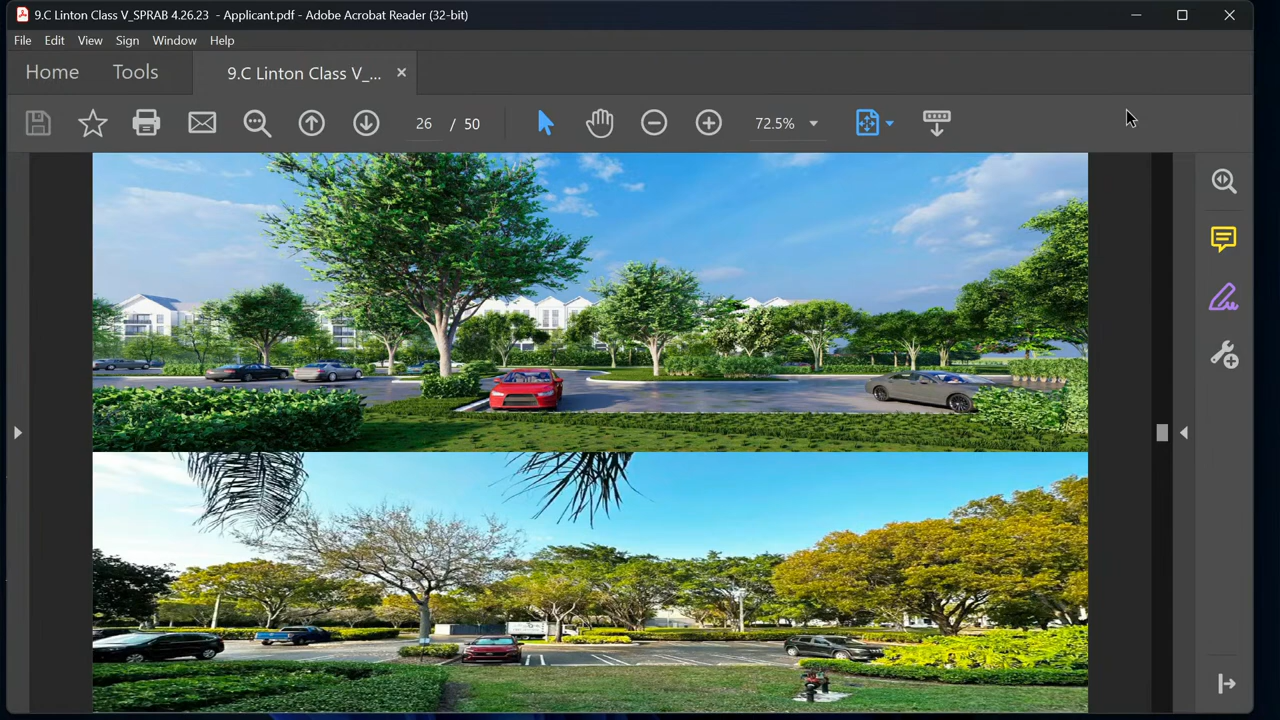 9.C Linton Class V_SPRAB 4.26.23 - Applicant.pdf - Adobe Acrobat Reader (32-bit)
File Edit View Sign Window Help
Home Tools 9.C Linton Class V_... ×
26 / 50 72.5%